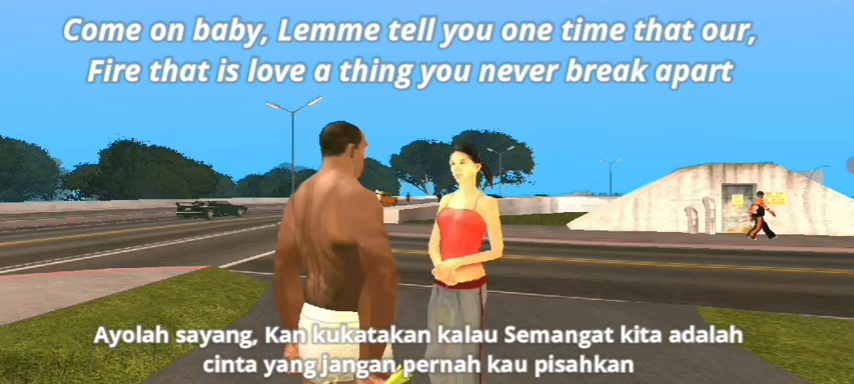 Come on baby, Lemme tell you one time that our,
Fire that is love a thing you never break apart
Ayolah sayang, Kan kukatakan kalau Semangat kita adalah
cinta yang jangan pernah kau pisahkan